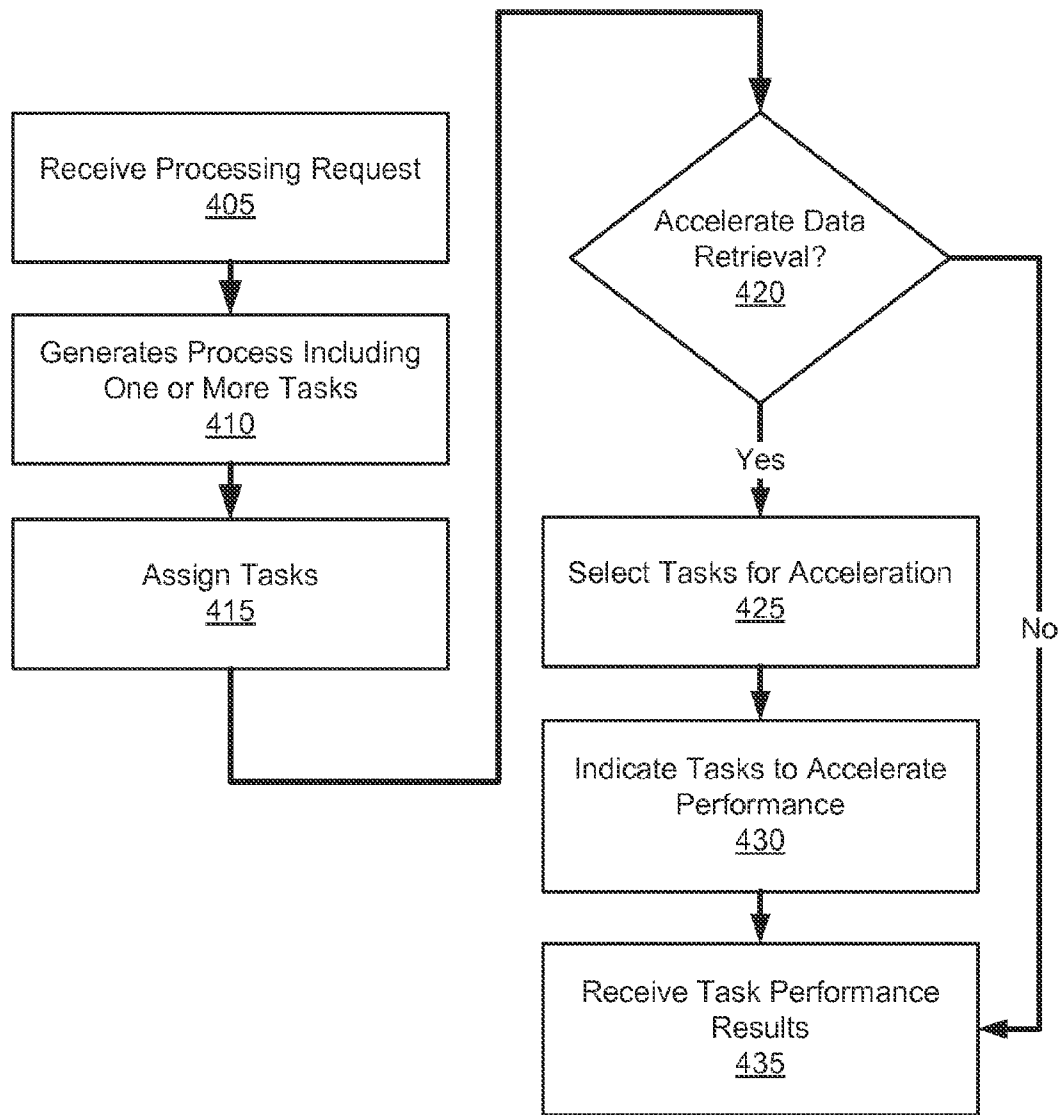 Receive Processing Request
405
Generates Process Including
One or More Tasks
410
Assign Tasks
415
Accelerate Data
Retrieval?
420
Yes
No
Select Tasks for Acceleration
425
Indicate Tasks to Accelerate
Performance
430
Receive Task Performance
Results
435